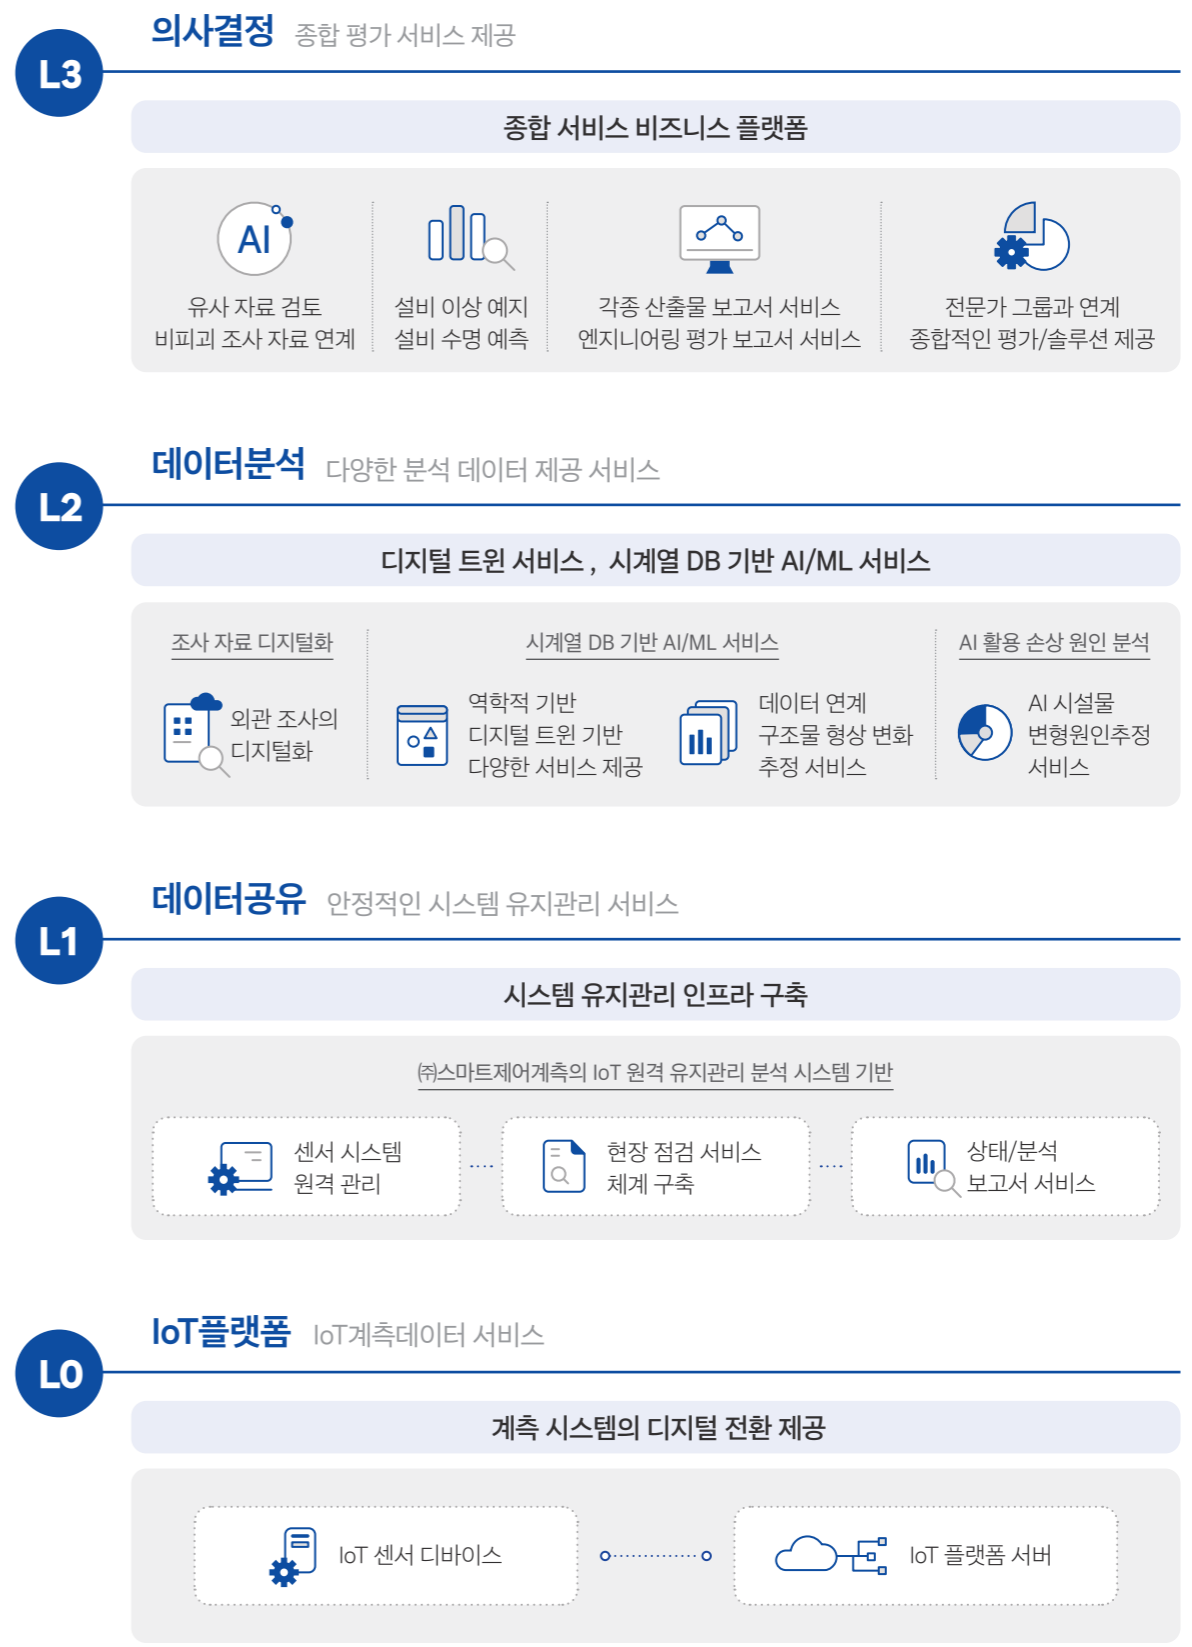 L3
의사결정 종합 평가 서비스 제공
종합 서비스 비즈니스 플랫폼
AI
유사 자료 검토
비피괴 조사 자료 연계
설비 이상 예지
설비 수명 예측
각종 산출물 보고서 서비스
엔지니어링 평가 보고서 서비스
전문가 그룹과 연계
종합적인 평가/솔루션 제공
L2
데이터분석 다양한 분석 데이터 제공 서비스
디지털 트윈 서비스 , 시계열 DB 기반 AI/ML 서비스
조사 자료 디지털화
외관 조사의
디지털화
시계열 DB 기반 AI/ML 서비스
역학적 기반
디지털 트윈 기반
다양한 서비스 제공
데이터 연계
구조물 형상 변화
추정 서비스
AI 활용 손상 원인 분석
AI 시설물
변형원인추정
서비스
L1
데이터공유 안정적인 시스템 유지관리 서비스
시스템 유지관리 인프라 구축
㈜스마트제어계측의 IoT 원격 유지관리 분석 시스템 기반
센서 시스템
원격 관리
현장 점검 서비스
체계 구축
상태/분석
보고서 서비스
L0
IoT플랫폼 IoT계측데이터 서비스
계측 시스템의 디지털 전환 제공
IoT 센서 디바이스
IoT 플랫폼 서버